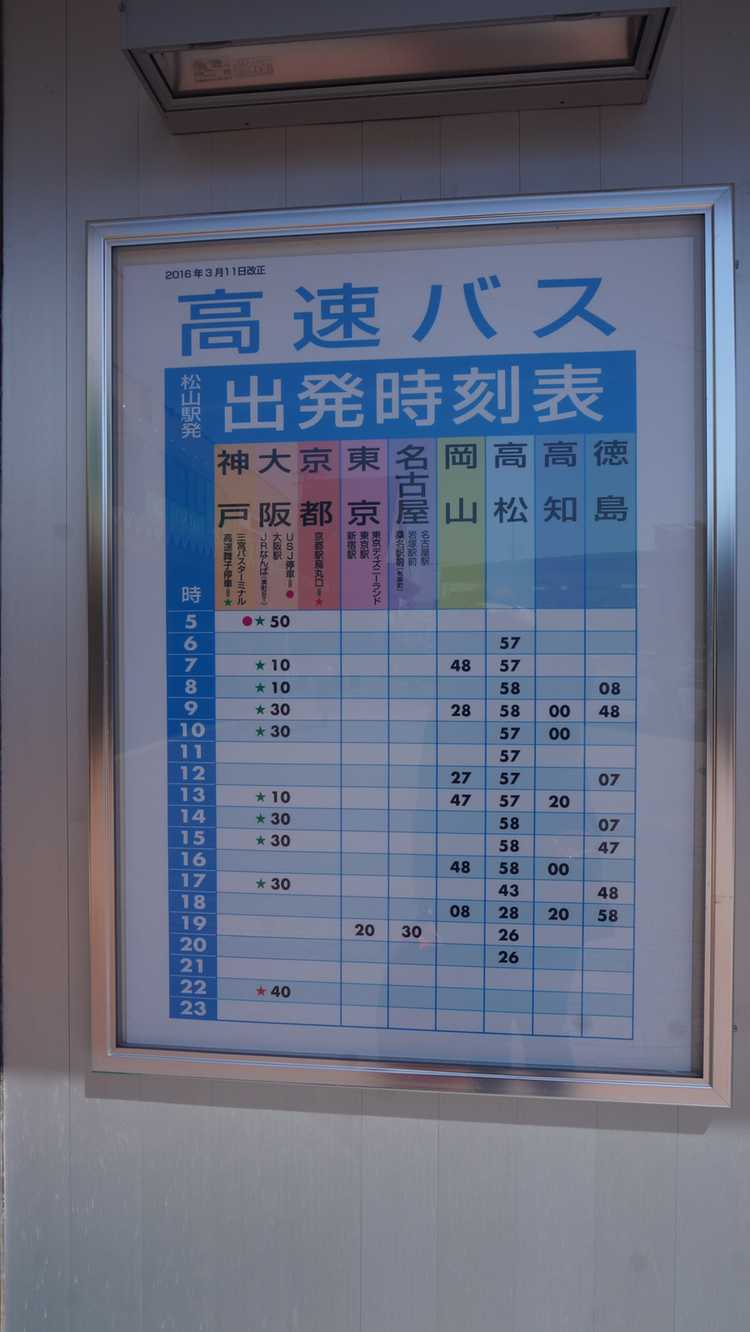 2016年3月11日改正
高速バス
松山駅発
出発時刻表
時
神戸
三宮バスターミナル
高速舞子停車=★
大阪
USJ停車=●
大阪駅
JRなんば(湊町BT)
京都
京都駅烏丸口=★
東京
東京ディズニーランド
東京駅
新宿駅
名古屋
名古屋駅
岩塚駅前
桑名駅前(有楽町)
岡山
高松
高知
徳島
5 ●★50
6 57
7 ★10 48 57
8 ★10 58 08
9 ★30 28 58 00 48
10 ★30 57 00
11 57
12 27 57 07
13 ★10 47 57 20
14 ★30 58 07
15 ★30 58 47
16 48 58 00
17 ★30 43 48
18 08 28 20 58
19 20 30 26
20 26
21
22 ★40
23